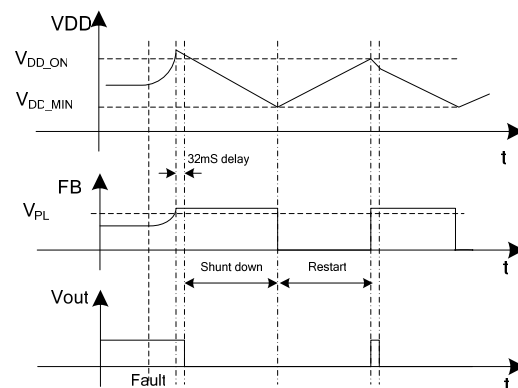 VDD
VDD_ON
VDD_MIN
t
32mS delay
FB
VPL
Shunt down
Restart
t
Vout
Fault
t